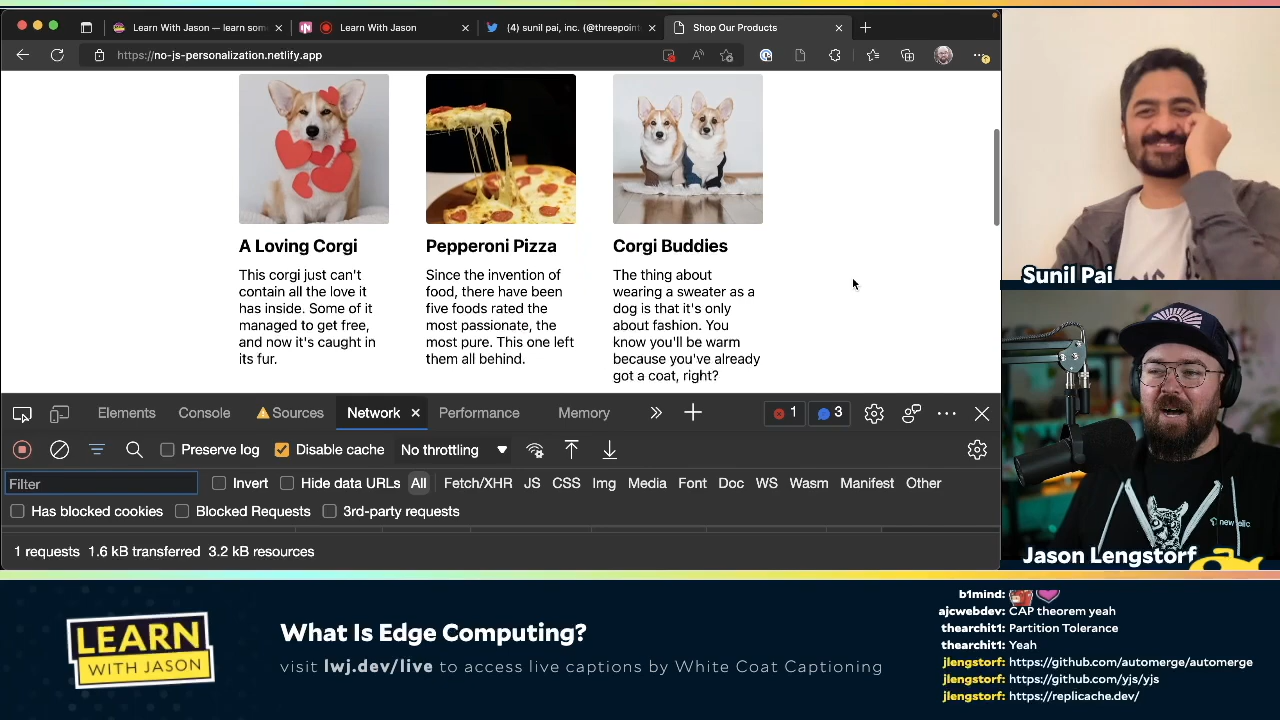 Learn With Jason — learn som
Learn With Jason
(4) sunil pai, inc. (@threepoint
Shop Our Products
https://no-js-personalization.netlify.app
A Loving Corgi
This corgi just can't
contain all the love it
has inside. Some of it
managed to get free,
and now it's caught in
its fur.
Pepperoni Pizza
Since the invention of
food, there have been
five foods rated the
most passionate, the
most pure. This one left
them all behind.
Corgi Buddies
The thing about
wearing a sweater as a
dog is that it's only
about fashion. You
know you'll be warm
because you've already
got a coat, right?
Elements Console Sources Network Performance Memory 1 3
Preserve log Disable cache No throttling
Filter Invert Hide data URLs All Fetch/XHR JS CSS Img Media Font Doc WS Wasm Manifest Other
Has blocked cookies Blocked Requests 3rd-party requests
1 requests 1.6 kB transferred 3.2 kB resources
Sunil Pai
new relic
Jason Lengstorf
LEARN
WITH JASON
What Is Edge Computing?
visit lwj.dev/live to access live captions by White Coat Captioning
b1mind:
ajcwebdev: CAP theorem yeah
thearchit1: Partition Tolerance
thearchit1: Yeah
jlengstorf: https://github.com/automerge/automerge
jlengstorf: https://github.com/yjs/yjs
jlengstorf: https://replicache.dev/